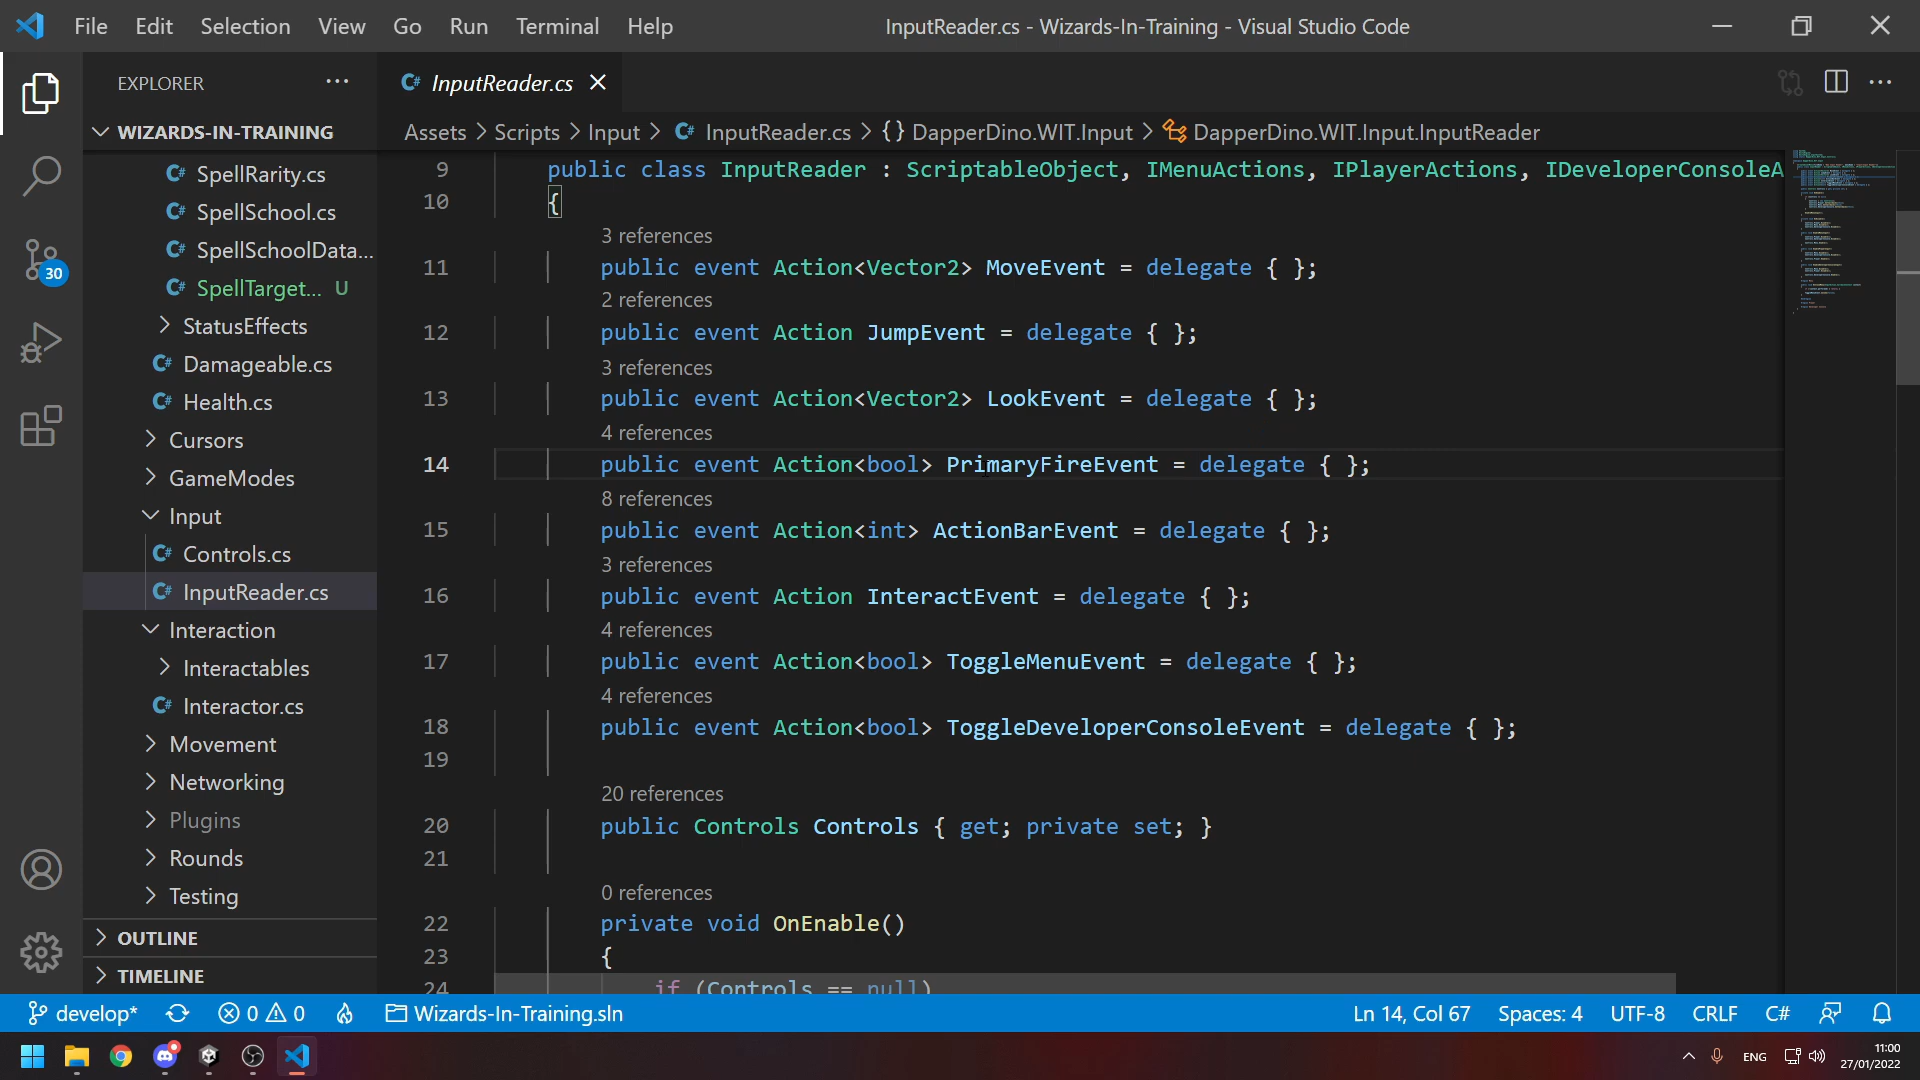 File Edit Selection View Go Run Terminal Help
InputReader.cs - Wizards-In-Training - Visual Studio Code
EXPLORER
WIZARDS-IN-TRAINING
C# SpellRarity.cs
C# SpellSchool.cs
C# SpellSchoolData...
C# SpellTarget... U
StatusEffects
C# Damageable.cs
C# Health.cs
Cursors
GameModes
Input
C# Controls.cs
C# InputReader.cs
Interaction
Interactables
C# Interactor.cs
Movement
Networking
Plugins
Rounds
Testing
OUTLINE
TIMELINE
30
C# InputReader.cs
Assets > Scripts > Input > C# InputReader.cs > {} DapperDino.WIT.Input > DapperDino.WIT.Input.InputReader
9 public class InputReader : ScriptableObject, IMenuActions, IPlayerActions, IDeveloperConsoleA
10 {
3 references
11 public event Action<Vector2> MoveEvent = delegate { };
2 references
12 public event Action JumpEvent = delegate { };
3 references
13 public event Action<Vector2> LookEvent = delegate { };
4 references
14 public event Action<bool> PrimaryFireEvent = delegate { };
8 references
15 public event Action<int> ActionBarEvent = delegate { };
3 references
16 public event Action InteractEvent = delegate { };
4 references
17 public event Action<bool> ToggleMenuEvent = delegate { };
4 references
18 public event Action<bool> ToggleDeveloperConsoleEvent = delegate { };
19
20 references
20 public Controls Controls { get; private set; }
21
0 references
22 private void OnEnable()
23 {
24 if (Controls == null)
develop* 0 0 Wizards-In-Training.sln Ln 14, Col 67 Spaces: 4 UTF-8 CRLF C#
ENG 11:00
27/01/2022